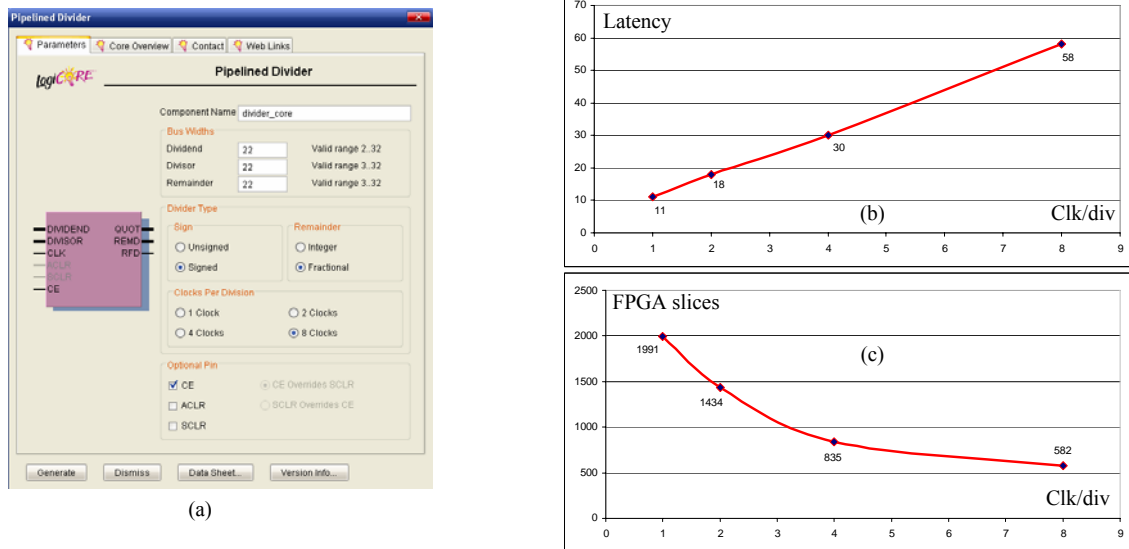 Pipelined Divider
Parameters
Core Overview
Contact
Web Links
LogiCORE
Pipelined Divider
Component Name divider_core
Bus Widths
Dividend 22 Valid range 2..32
Divisor 22 Valid range 3..32
Remainder 22 Valid range 3..32
Divider Type
Sign
Unsigned
Signed
Remainder
Integer
Fractional
Clocks Per Division
1 Clock
2 Clocks
4 Clocks
8 Clocks
Optional Pin
CE
CE Overrides SCLR
ACLR
SCLR Overrides CE
SCLR
DIVIDEND QUOT
DIVISOR REMD
CLK RFD
ACLR
SCLR
CE
Generate
Dismiss
Data Sheet...
Version Info...
(a)
Latency
70
60
50
40
30
20
10
0
11
18
30
58
(b)
Clk/div
0 1 2 3 4 5 6 7 8 9
FPGA slices
2500
2000
1500
1000
500
0
1991
1434
835
582
(c)
Clk/div
0 1 2 3 4 5 6 7 8 9